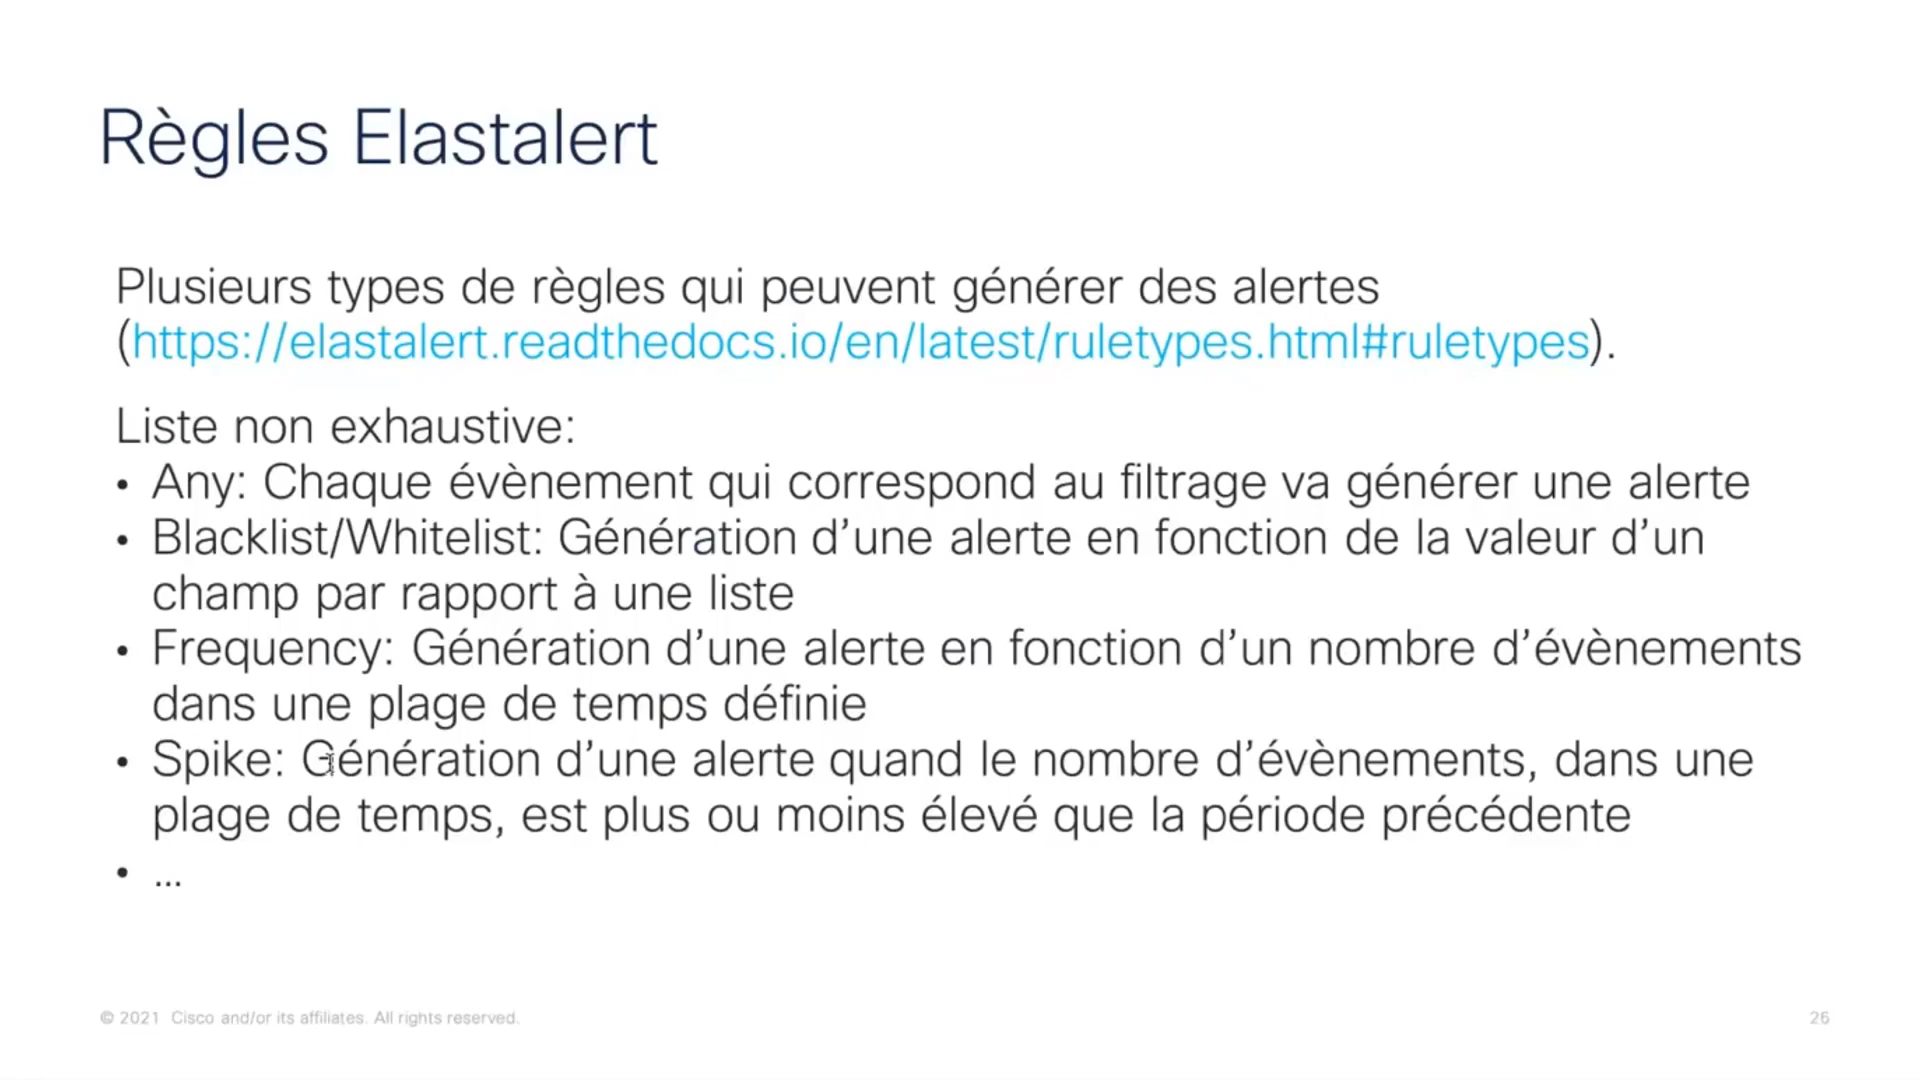 Règles Elastalert
Plusieurs types de règles qui peuvent générer des alertes
(https://elastalert.readthedocs.io/en/latest/ruletypes.html#ruletypes).
Liste non exhaustive:
• Any: Chaque évènement qui correspond au filtrage va générer une alerte
• Blacklist/Whitelist: Génération d’une alerte en fonction de la valeur d’un
champ par rapport à une liste
• Frequency: Génération d’une alerte en fonction d’un nombre d’évènements
dans une plage de temps définie
• Spike: Génération d’une alerte quand le nombre d’évènements, dans une
plage de temps, est plus ou moins élevé que la période précédente
• ...
© 2021 Cisco and/or its affiliates. All rights reserved.
26